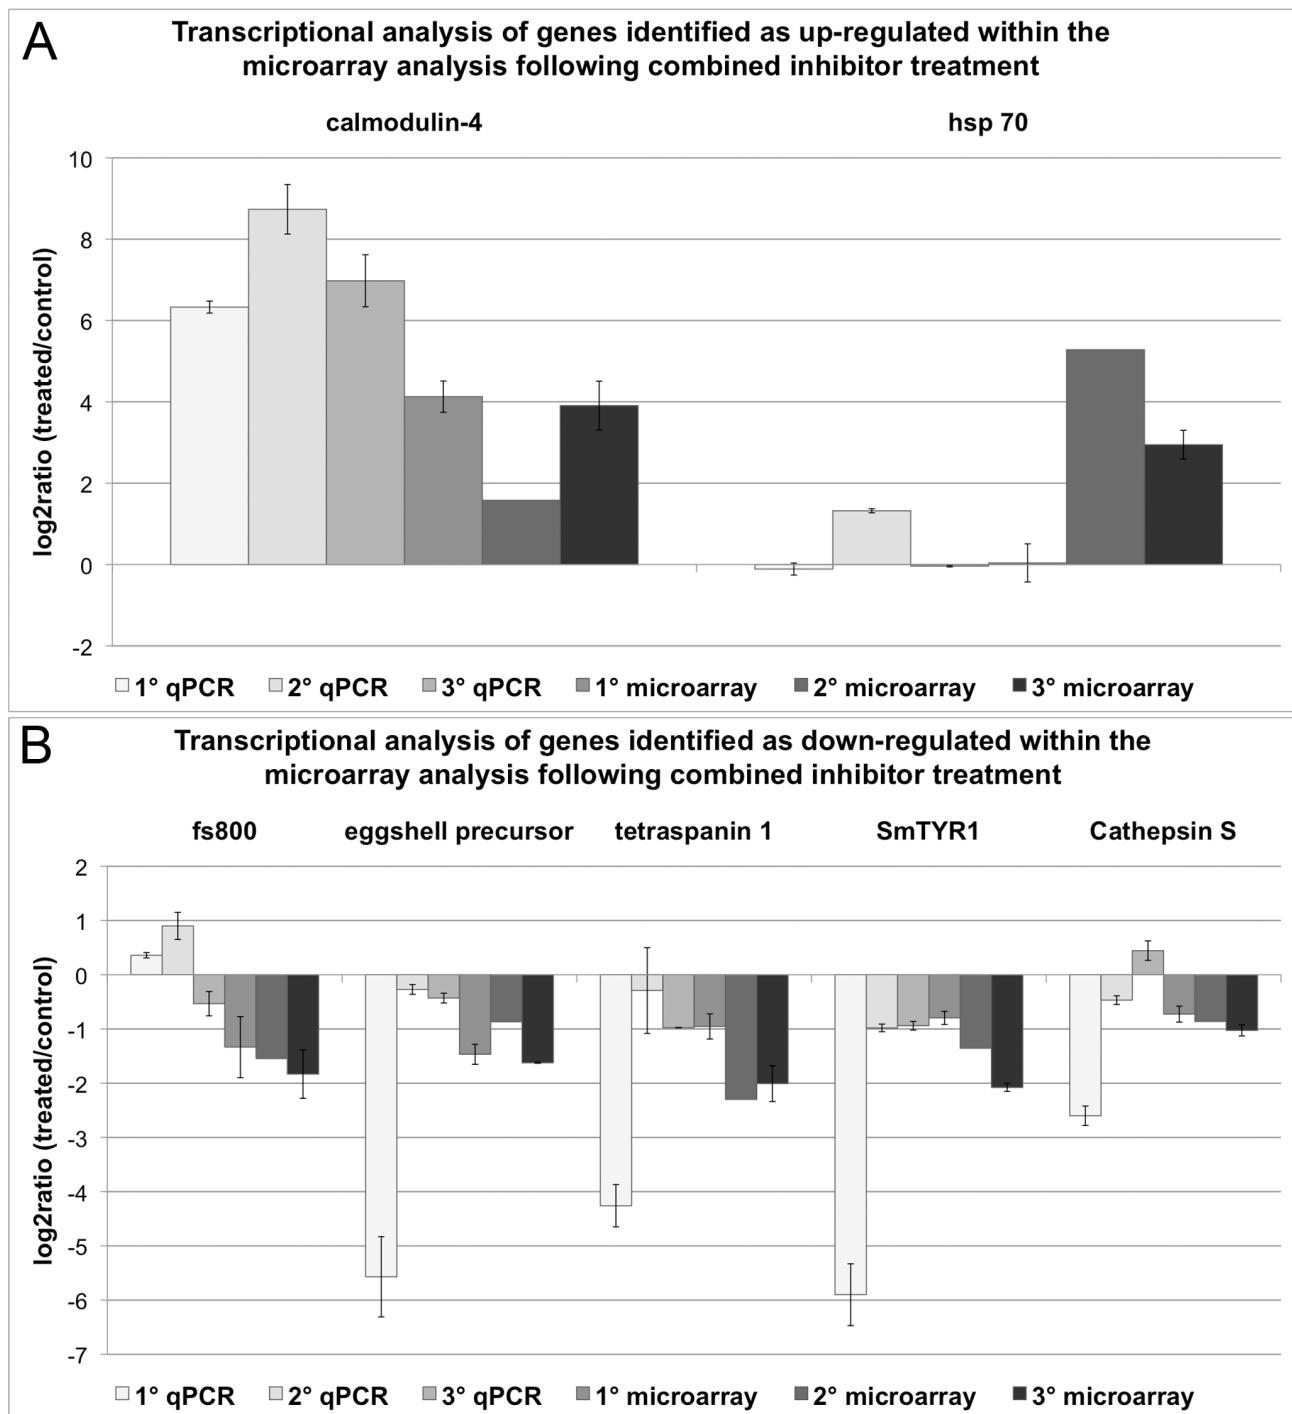 A
Transcriptional analysis of genes identified as up-regulated within the
microarray analysis following combined inhibitor treatment
calmodulin-4 hsp 70
log2ratio (treated/control)
10
8
6
4
2
0
-2
1° qPCR 2° qPCR 3° qPCR 1° microarray 2° microarray 3° microarray
B
Transcriptional analysis of genes identified as down-regulated within the
microarray analysis following combined inhibitor treatment
fs800 eggshell precursor tetraspanin 1 SmTYR1 Cathepsin S
log2ratio (treated/control)
2
1
0
-1
-2
-3
-4
-5
-6
-7
1° qPCR 2° qPCR 3° qPCR 1° microarray 2° microarray 3° microarray